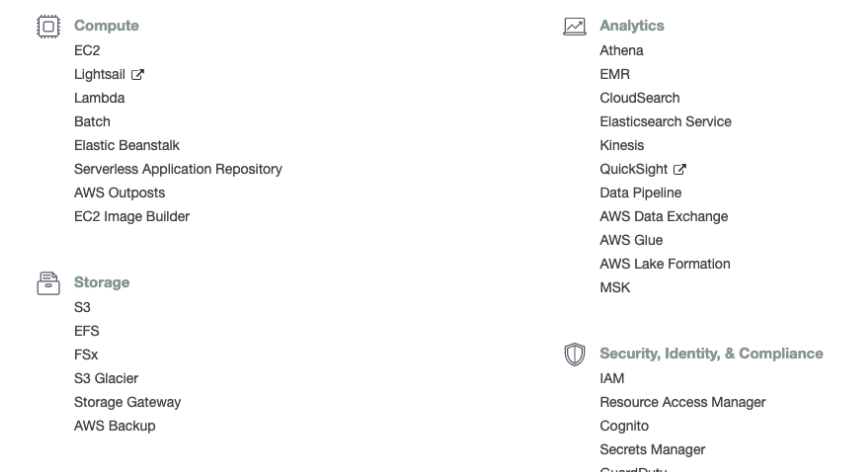 Compute
EC2
Lightsail
Lambda
Batch
Elastic Beanstalk
Serverless Application Repository
AWS Outposts
EC2 Image Builder
Storage
S3
EFS
FSx
S3 Glacier
Storage Gateway
AWS Backup
Analytics
Athena
EMR
CloudSearch
Elasticsearch Service
Kinesis
QuickSight
Data Pipeline
AWS Data Exchange
AWS Glue
AWS Lake Formation
MSK
Security, Identity, & Compliance
IAM
Resource Access Manager
Cognito
Secrets Manager
GuardDuty